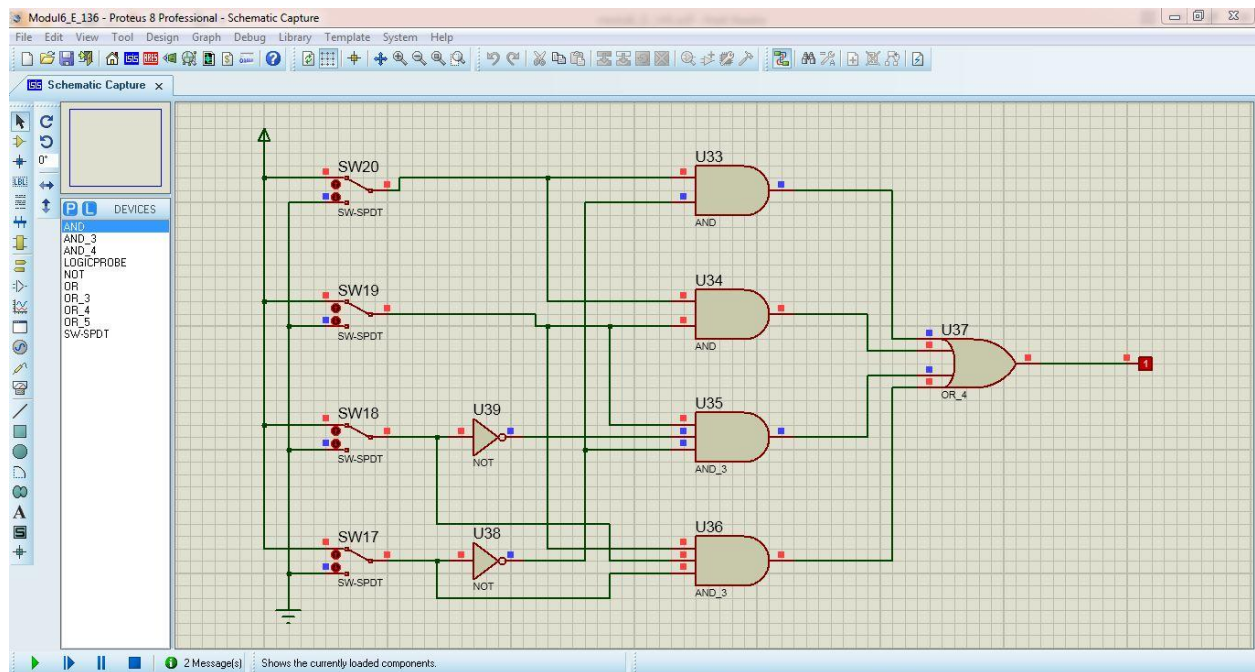 Modul6_E_136 - Proteus 8 Professional - Schematic Capture
File Edit View Tool Design Graph Debug Library Template System Help
Schematic Capture x
0°
LBL
P L DEVICES
AND
AND_3
AND_4
LOGICPROBE
NOT
OR
OR_3
OR_4
OR_5
SW-SPDT
A
S
SW20
SW-SPDT
U33
AND
SW19
SW-SPDT
U34
AND
U37
OR_4
1
SW18
SW-SPDT
U39
NOT
U35
AND_3
SW17
SW-SPDT
U38
NOT
U36
AND_3
2 Message(s) Shows the currently loaded components.